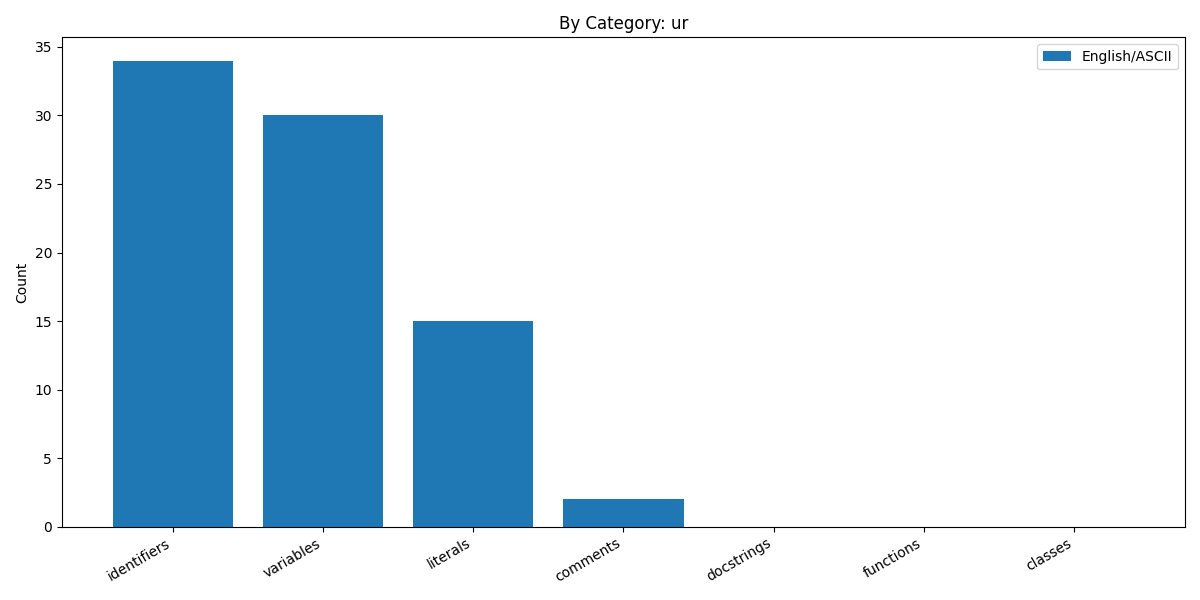 By Category: ur
English/ASCII
Count
35
30
25
20
15
10
5
0
identifiers
variables
literals
comments
docstrings
functions
classes